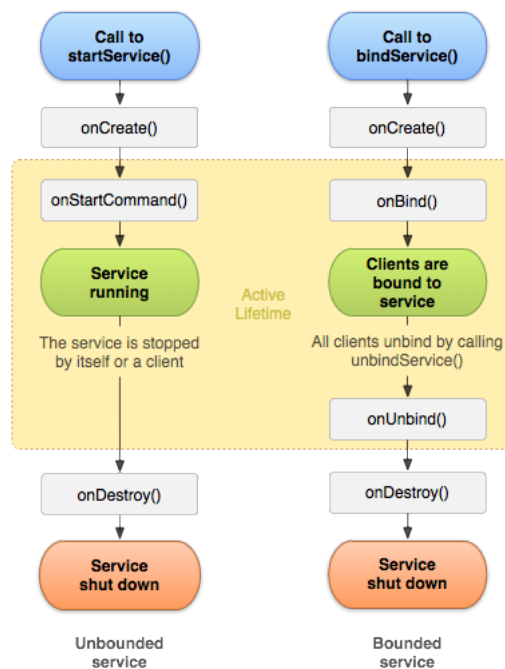 Call to
startService()
onCreate()
onStartCommand()
Service
running
The service is stopped
by itself or a client
onDestroy()
Service
shut down
Unbounded
service
Active
Lifetime
Call to
bindService()
onCreate()
onBind()
Clients are
bound to
service
All clients unbind by calling
unbindService()
onUnbind()
onDestroy()
Service
shut down
Bounded
service